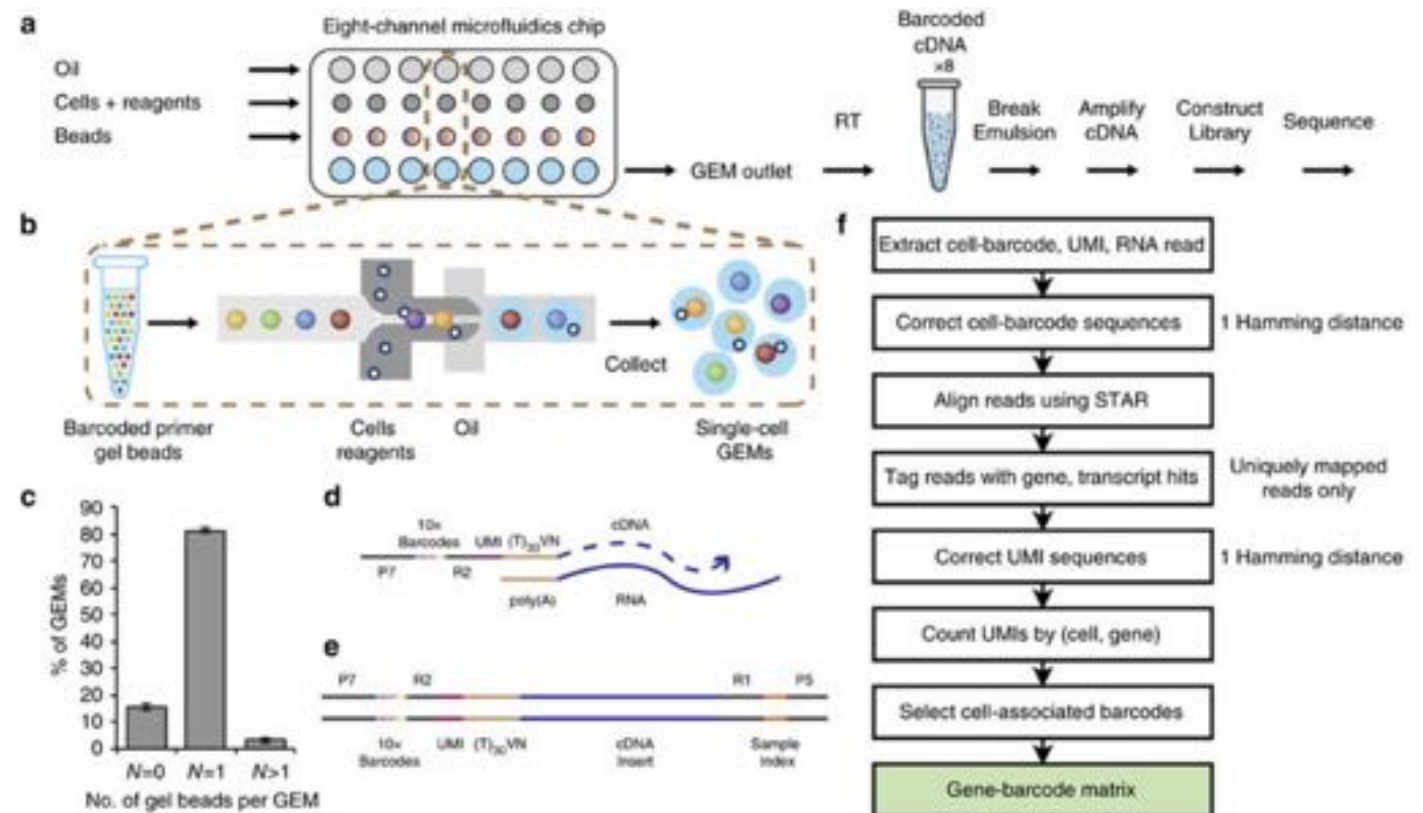 a
Eight-channel microfluidics chip
Oil
Cells + reagents
Beads
GEM outlet
RT
Barcoded
cDNA
×8
Break
Emulsion
Amplify
cDNA
Construct
Library
Sequence
b
Collect
Barcoded primer
gel beads
Cells
reagents
Oil
Single-cell
GEMs
c
% of GEMs
90
80
70
60
50
40
30
20
10
0
N=0
N=1
N>1
No. of gel beads per GEM
d
10x
Barcodes
UMI
(T)30VN
cDNA
P7
R2
poly(A)
RNA
e
P7
R2
R1
P5
10x
Barcodes
UMI
(T)30VN
cDNA
Insert
Sample
Index
f
Extract cell-barcode, UMI, RNA read
Correct cell-barcode sequences
1 Hamming distance
Align reads using STAR
Tag reads with gene, transcript hits
Uniquely mapped
reads only
Correct UMI sequences
1 Hamming distance
Count UMIs by (cell, gene)
Select cell-associated barcodes
Gene-barcode matrix